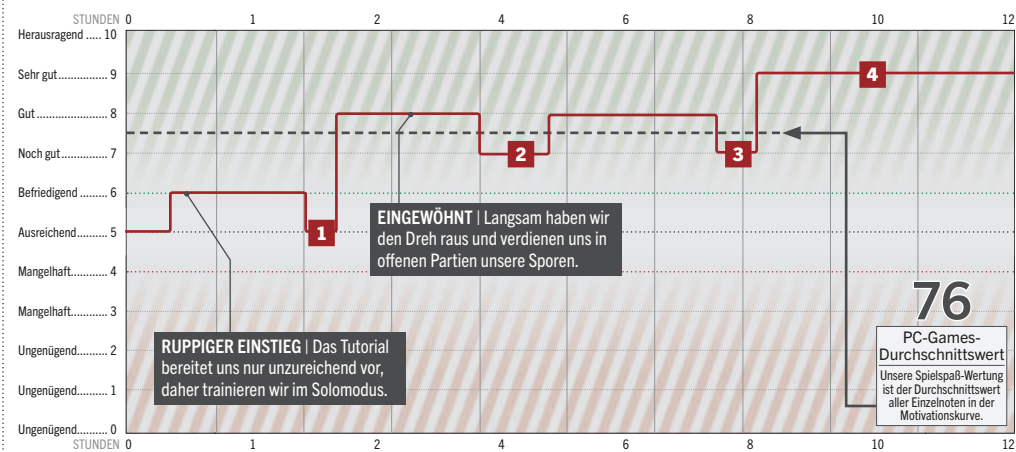 STUNDEN 0 1 2 4 6 8 10 12
Herausragend ..... 10
Sehr gut............... 9
Gut ....................... 8
Noch gut.............. 7
Befriedigend ......... 6
Ausreichend.......... 5
Mangelhaft........... 4
Mangelhaft........... 3
Ungenügend......... 2
Ungenügend.......... 1
Ungenügend......... 0
STUNDEN 0 1 2 4 6 8 10 12
1
2
3
4
EINGEWÖHNT | Langsam haben wir
den Dreh raus und verdienen uns in
offenen Partien unsere Sporen.
RUPPIGER EINSTIEG | Das Tutorial
bereitet uns nur unzureichend vor,
daher trainieren wir im Solomodus.
76
PC-Games-
Durchschnittswert
Unsere Spielspaß-Wertung
ist der Durchschnittswert
aller Einzelnoten in der
Motivationskurve.